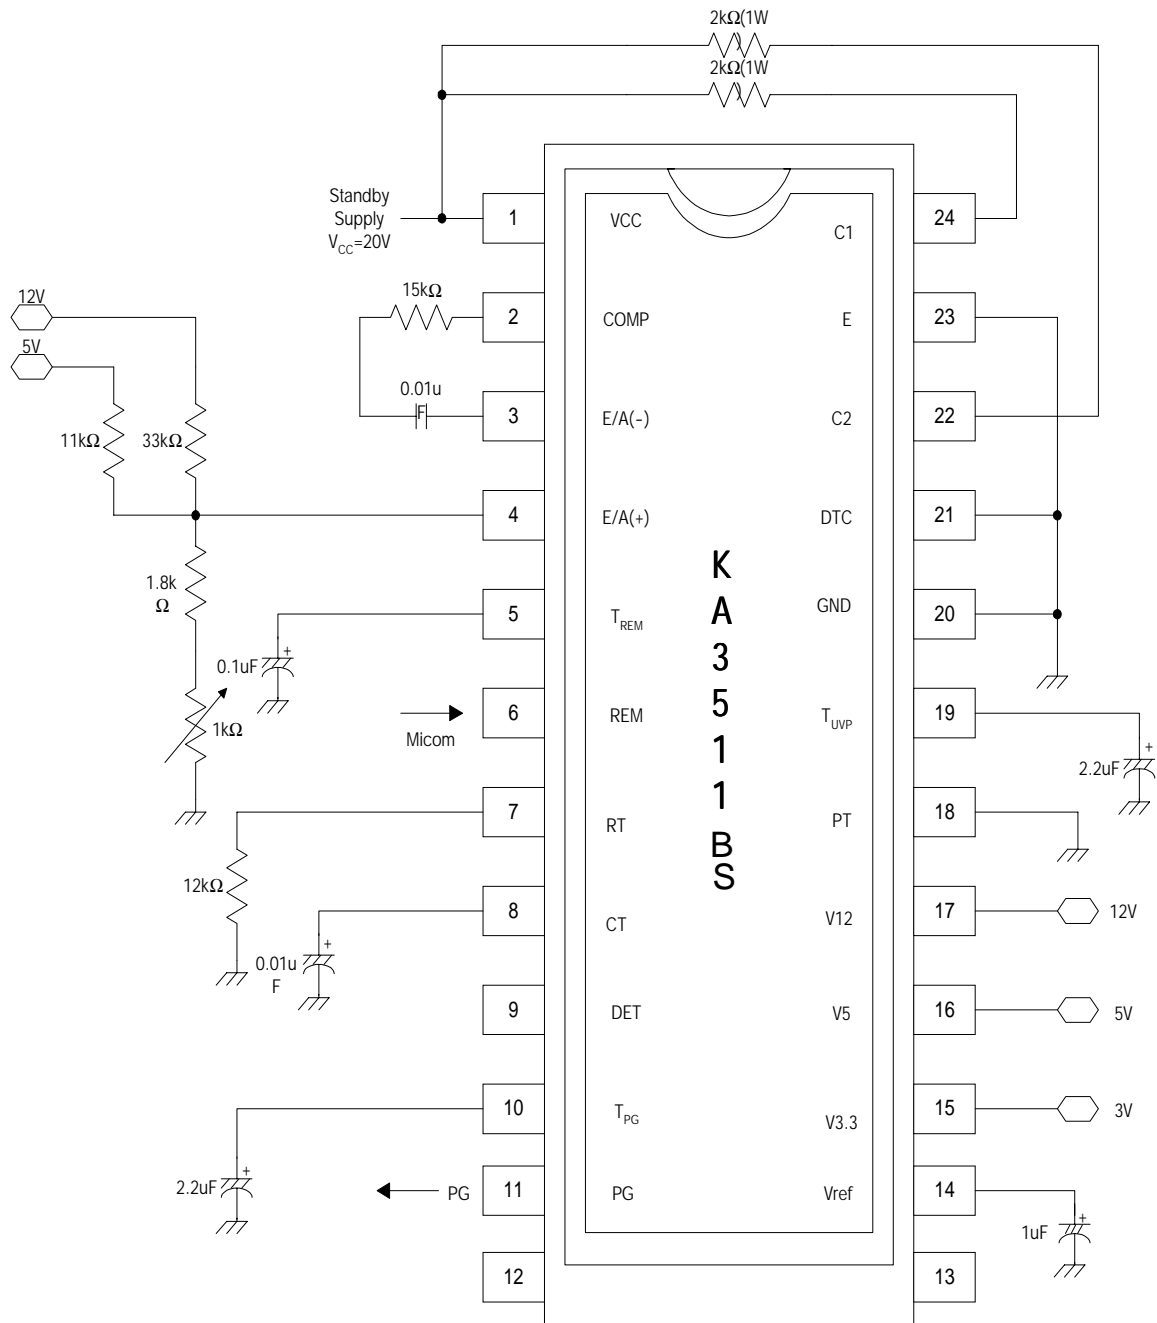 2kΩ(1W
2kΩ(1W
)
)
Standby
Supply
VCC=20V
1
VCC
C1
24
12V
15kΩ
2
COMP
E
23
5V
0.01u
F
3
E/A(-)
C2
22
11kΩ
33kΩ
4
E/A(+)
DTC
21
1.8k
Ω
K
A
3
5
1
1
B
S
5
TREM
GND
20
0.1uF
+
6
REM
TUVP
19
Micom
1kΩ
2.2uF
+
7
RT
PT
18
12kΩ
8
CT
V12
17
12V
0.01u
F
+
9
DET
V5
16
5V
10
TPG
V3.3
15
3V
2.2uF
+
PG
11
PG
Vref
14
1uF
+
12
13